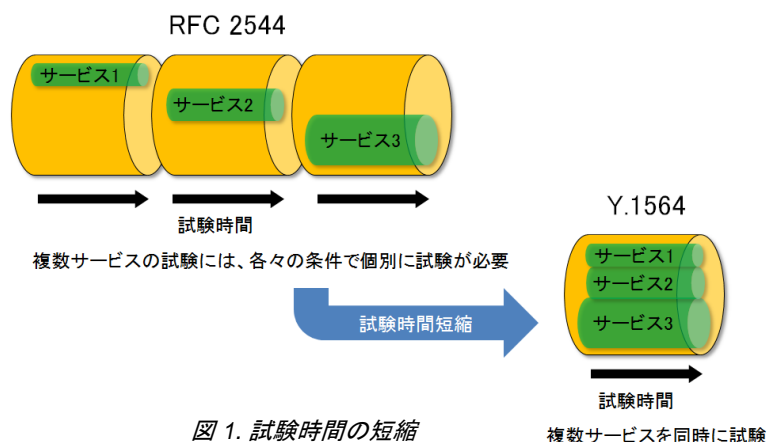 RFC 2544
サービス1
サービス2
サービス3
試験時間
複数サービスの試験には、各々の条件で個別に試験が必要
試験時間短縮
Y.1564
サービス1
サービス2
サービス3
試験時間
複数サービスを同時に試験
図 1. 試験時間の短縮